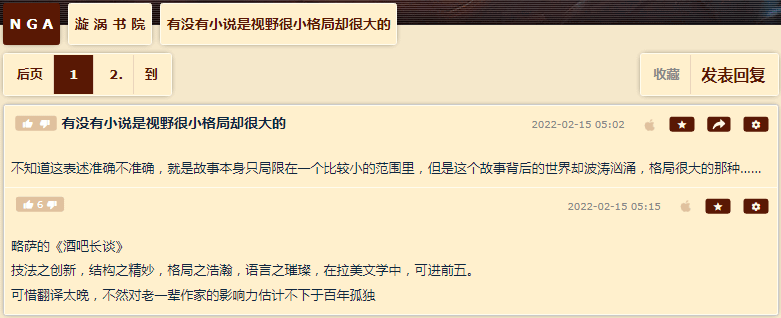 NGA 漩涡书院 有没有小说是视野很小格局却很大的
后页 1 2. 到 收藏 发表回复
有没有小说是视野很小格局却很大的 2022-02-15 05:02
不知道这表述准确不准确，就是故事本身只局限在一个比较小的范围里，但是这个故事背后的世界却波涛汹涌，格局很大的那种......
6 2022-02-15 05:15
略萨的《酒吧长谈》
技法之创新，结构之精妙，格局之浩瀚，语言之璀璨，在拉美文学中，可进前五。
可惜翻译太晚，不然对老一辈作家的影响力估计不下于百年孤独